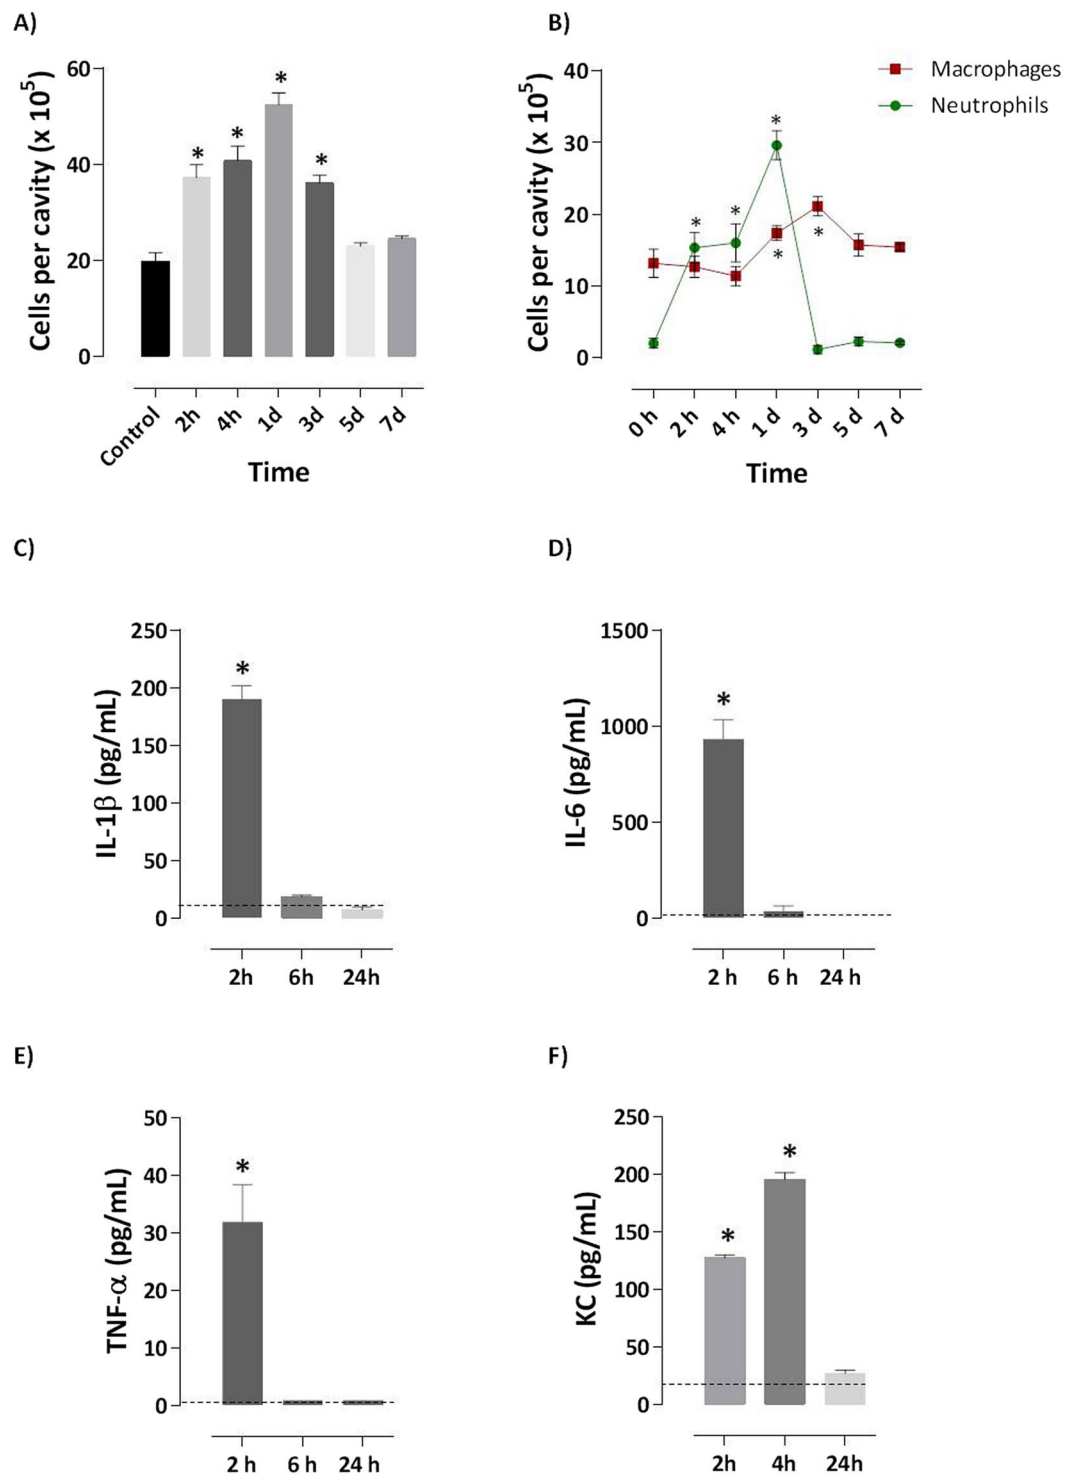 A)
60
40
20
0
Cells per cavity (x 10⁵)
* * * *
Control 2h 4h 1d 3d 5d 7d
Time
B)
Macrophages
Neutrophils
40
30
20
10
0
Cells per cavity (x 10⁵)
* * * * *
0 h 2 h 4 h 1 d 3 d 5 d 7 d
Time
C)
250
200
150
100
50
0
IL-1β (pg/mL)
*
2h 6h 24h
D)
1500
1000
500
0
IL-6 (pg/mL)
*
2 h 6 h 24 h
E)
50
40
30
20
10
0
TNF-α (pg/mL)
*
2 h 6 h 24 h
F)
250
200
150
100
50
0
KC (pg/mL)
* *
2h 4h 24h